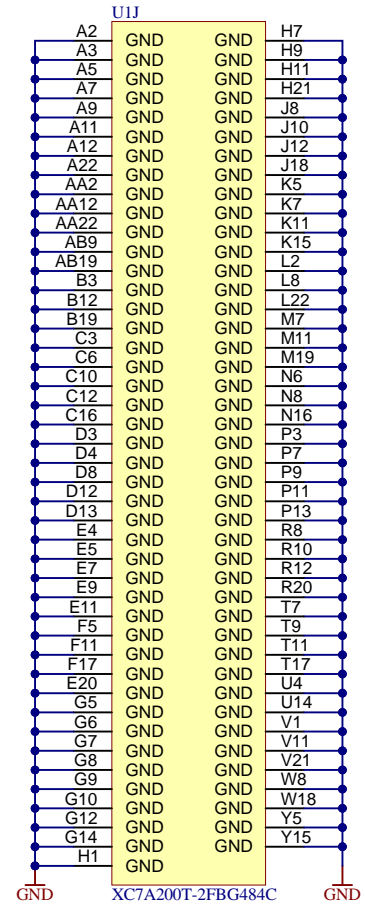 U1J
A2 GND GND H7
A3 GND GND H9
A5 GND GND H11
A7 GND GND H21
A9 GND GND J8
A11 GND GND J10
A12 GND GND J12
A22 GND GND J18
AA2 GND GND K5
AA12 GND GND K7
AA22 GND GND K11
AB9 GND GND K15
AB19 GND GND L2
B3 GND GND L8
B12 GND GND L22
B19 GND GND M7
C3 GND GND M11
C6 GND GND M19
C10 GND GND N6
C12 GND GND N8
C16 GND GND N16
D3 GND GND P3
D4 GND GND P7
D8 GND GND P9
D12 GND GND P11
D13 GND GND P13
E4 GND GND R8
E5 GND GND R10
E7 GND GND R12
E9 GND GND R20
E11 GND GND T7
F5 GND GND T9
F11 GND GND T11
F17 GND GND T17
E20 GND GND U4
G5 GND GND U14
G6 GND GND V1
G7 GND GND V11
G8 GND GND V21
G9 GND GND W8
G10 GND GND W18
G12 GND GND Y5
G14 GND GND Y15
H1 GND
GND XC7A200T-2FBG484C GND